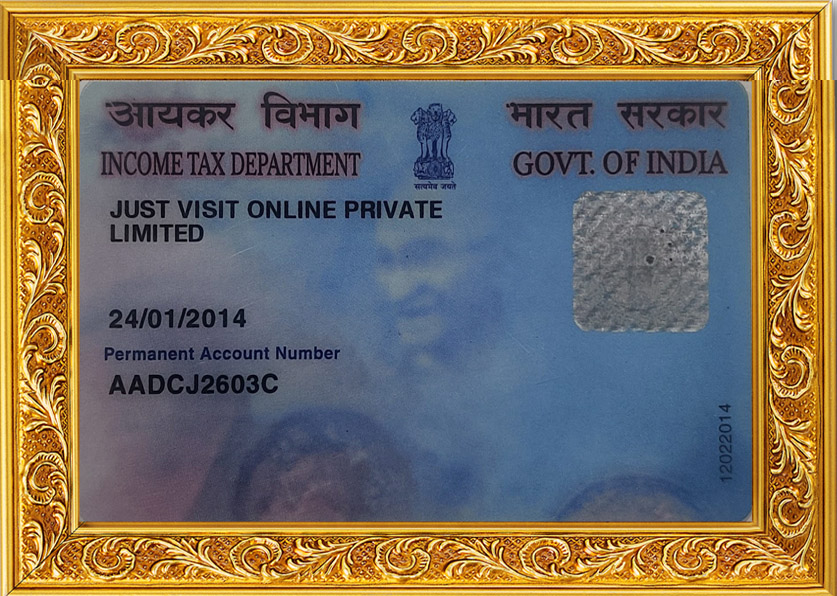 आयकर विभाग
भारत सरकार
INCOME TAX DEPARTMENT
GOVT. OF INDIA
सत्यमेव जयते
JUST VISIT ONLINE PRIVATE
LIMITED
24/01/2014
Permanent Account Number
AADCJ2603C
12022014